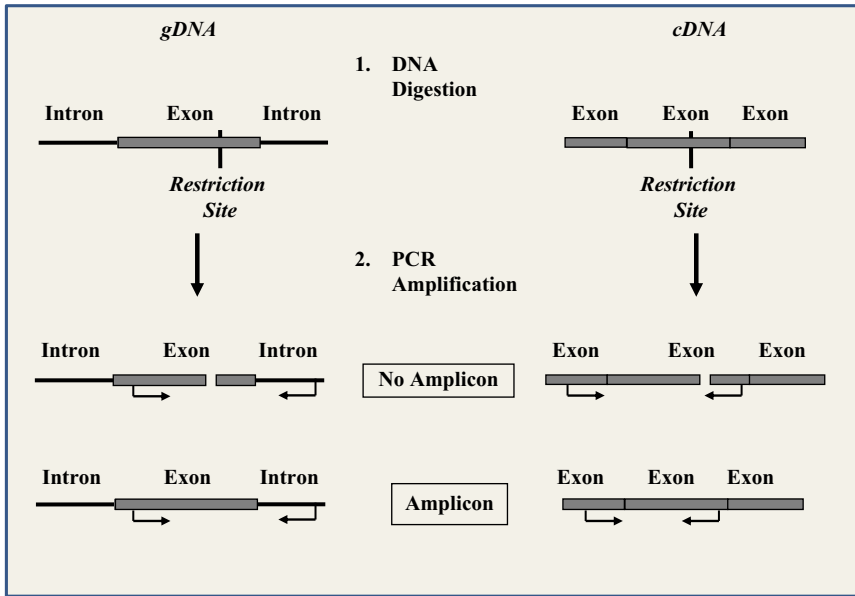 gDNA
cDNA
1. DNA
Digestion
Intron Exon Intron
Exon Exon Exon
Restriction
Site
Restriction
Site
2. PCR
Amplification
Intron Exon Intron
No Amplicon
Exon Exon Exon
Intron Exon Intron
Amplicon
Exon Exon Exon